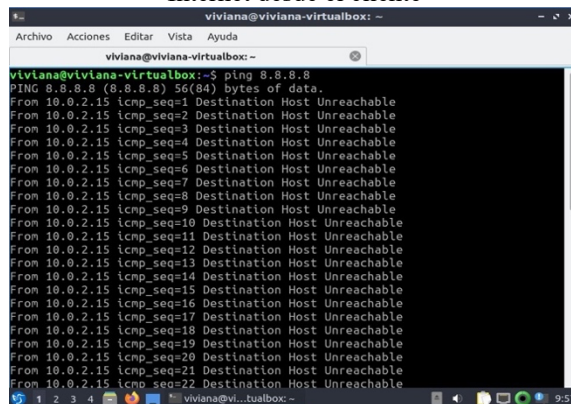 viviana@viviana-virtualbox: ~
Archivo Acciones Editar Vista Ayuda
viviana@viviana-virtualbox: ~
viviana@viviana-virtualbox:~$ ping 8.8.8.8
PING 8.8.8.8 (8.8.8.8) 56(84) bytes of data.
From 10.0.2.15 icmp_seq=1 Destination Host Unreachable
From 10.0.2.15 icmp_seq=2 Destination Host Unreachable
From 10.0.2.15 icmp_seq=3 Destination Host Unreachable
From 10.0.2.15 icmp_seq=4 Destination Host Unreachable
From 10.0.2.15 icmp_seq=5 Destination Host Unreachable
From 10.0.2.15 icmp_seq=6 Destination Host Unreachable
From 10.0.2.15 icmp_seq=7 Destination Host Unreachable
From 10.0.2.15 icmp_seq=8 Destination Host Unreachable
From 10.0.2.15 icmp_seq=9 Destination Host Unreachable
From 10.0.2.15 icmp_seq=10 Destination Host Unreachable
From 10.0.2.15 icmp_seq=11 Destination Host Unreachable
From 10.0.2.15 icmp_seq=12 Destination Host Unreachable
From 10.0.2.15 icmp_seq=13 Destination Host Unreachable
From 10.0.2.15 icmp_seq=14 Destination Host Unreachable
From 10.0.2.15 icmp_seq=15 Destination Host Unreachable
From 10.0.2.15 icmp_seq=16 Destination Host Unreachable
From 10.0.2.15 icmp_seq=17 Destination Host Unreachable
From 10.0.2.15 icmp_seq=18 Destination Host Unreachable
From 10.0.2.15 icmp_seq=19 Destination Host Unreachable
From 10.0.2.15 icmp_seq=20 Destination Host Unreachable
From 10.0.2.15 icmp_seq=21 Destination Host Unreachable
From 10.0.2.15 icmp_seq=22 Destination Host Unreachable
1 2 3 4 viviana@vi...tualbox: ~ 9:5